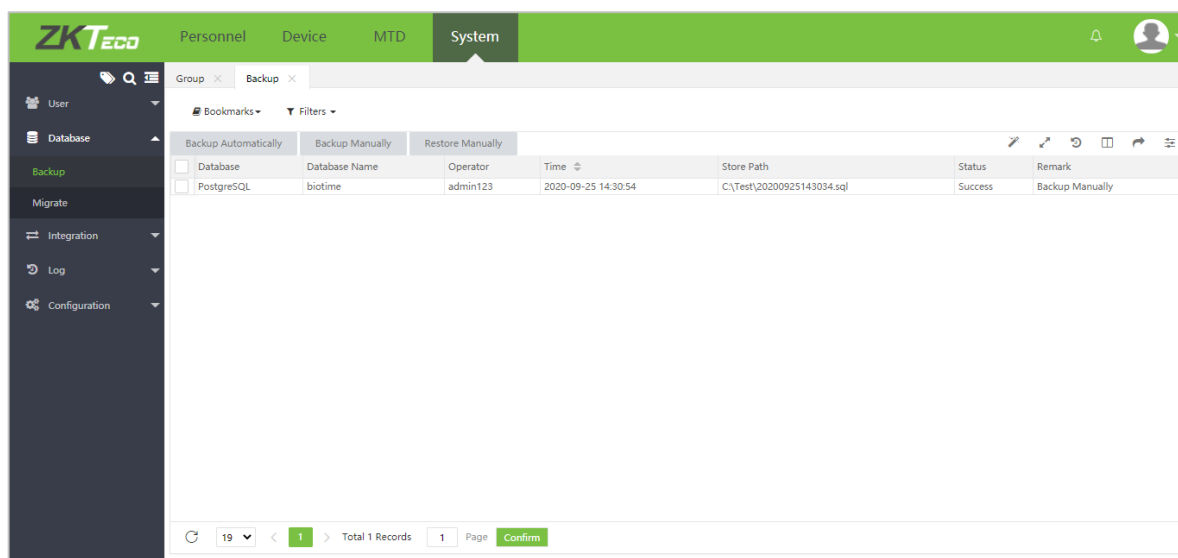 ZKTeco Personnel Device MTD System
Group × Backup ×
User
Bookmarks Filters
Database
Backup Automatically Backup Manually Restore Manually
Database Database Name Operator Time Store Path Status Remark
Backup
PostgreSQL biotime admin123 2020-09-25 14:30:54 C:\Test\20200925143034.sql Success Backup Manually
Migrate
Integration
Log
Configuration
19 < 1 > Total 1 Records 1 Page Confirm